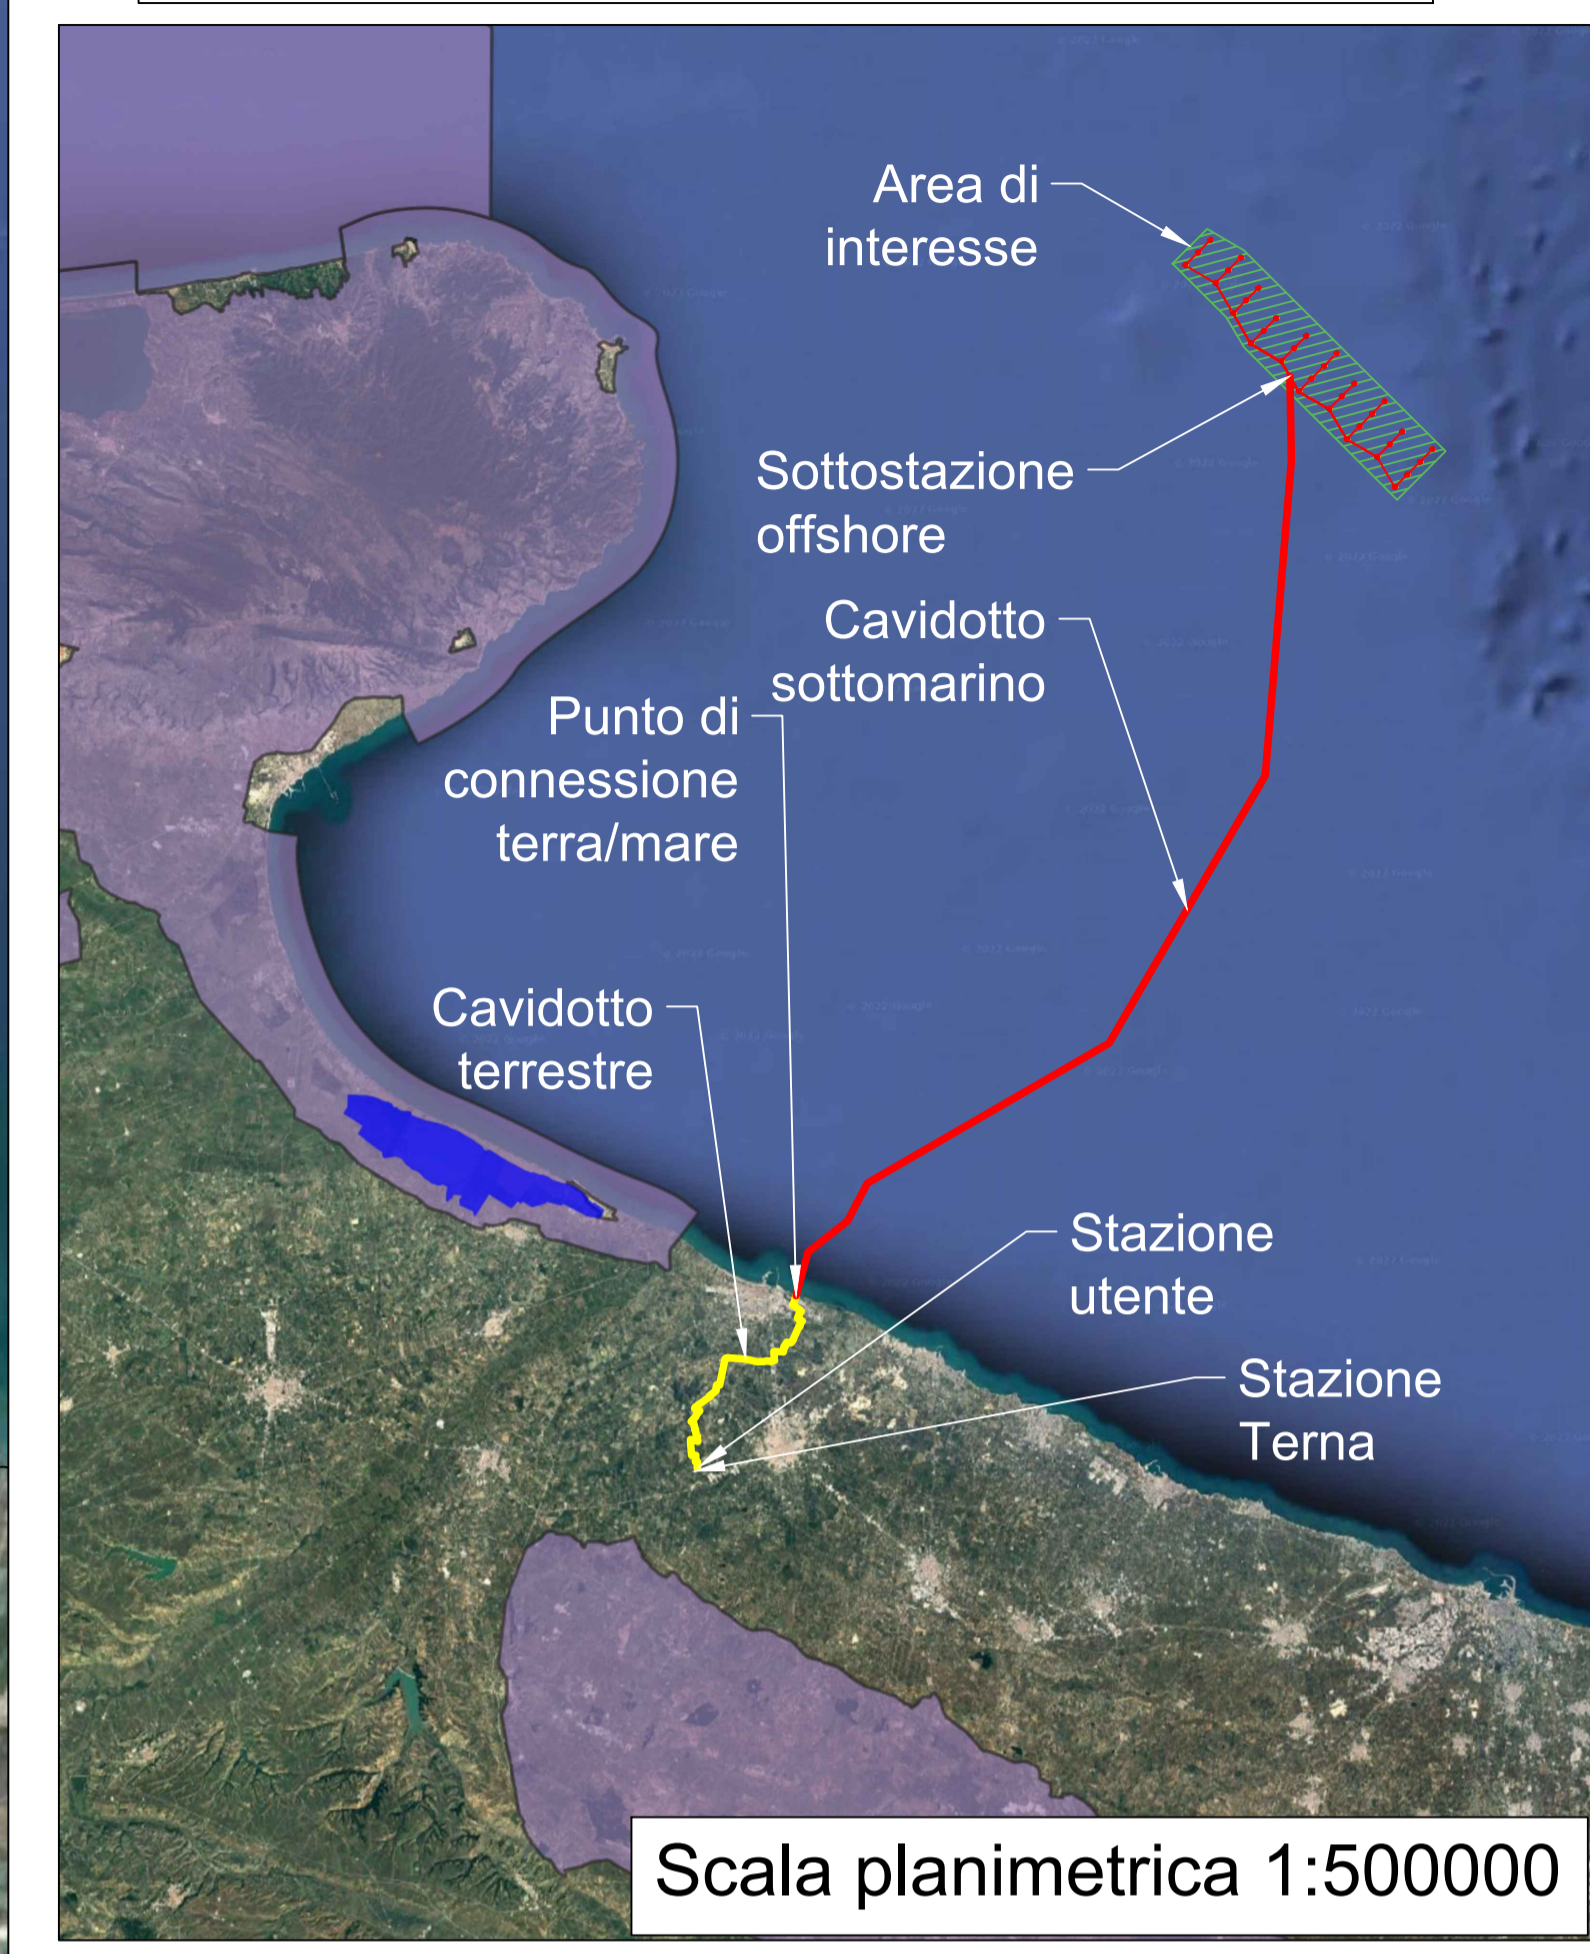 Area di
interesse
Sottostazione
offshore
Cavidotto
sottomarino
Punto di
connessione
terra/mare
Cavidotto
terrestre
Stazione
utente
Stazione
Terna
Scala planimetrica 1:500000